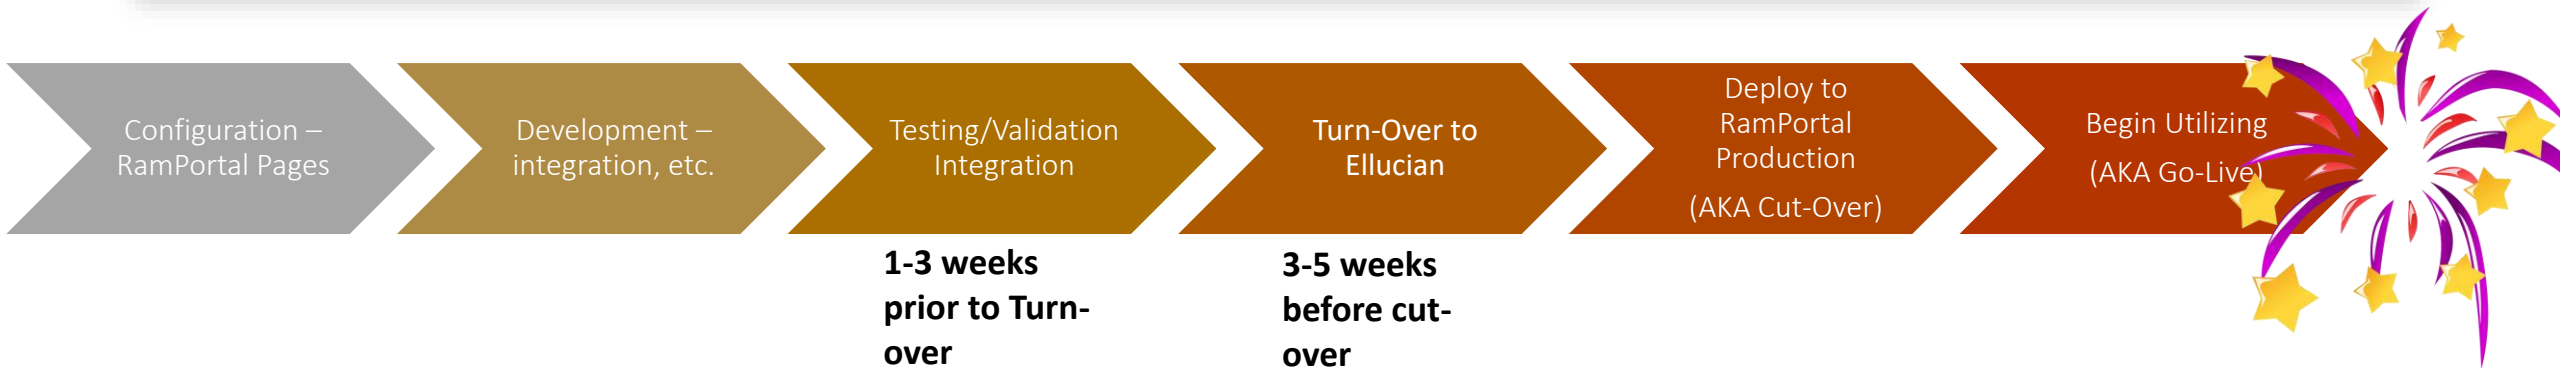 Configuration –
RamPortal Pages
Development –
integration, etc.
Testing/Validation
Integration
1-3 weeks
prior to Turn-
over
Turn-Over to
Ellucian
3-5 weeks
before cut-
over
Deploy to
RamPortal
Production
(AKA Cut-Over)
Begin Utilizing
(AKA Go-Live)